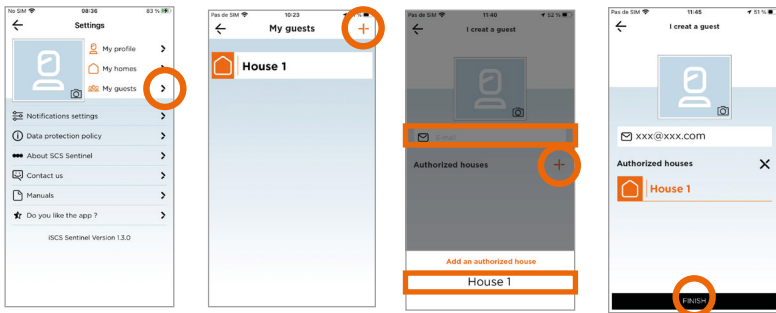 No SIM 08:36 83 %
Settings
My profile
My homes
My guests
Notifications settings
Data protection policy
About SCS Sentinel
Contact us
Manuals
Do you like the app ?
iSCS Sentinel Version 1.3.0
Pas de SIM 10:23
My guests
House 1
Pas de SIM 11:40 52 %
I creat a guest
E-mail
Authorized houses
Add an authorized house
House 1
Pas de SIM 11:45 51 %
I creat a guest
xxx@xxx.com
Authorized houses
House 1
FINISH